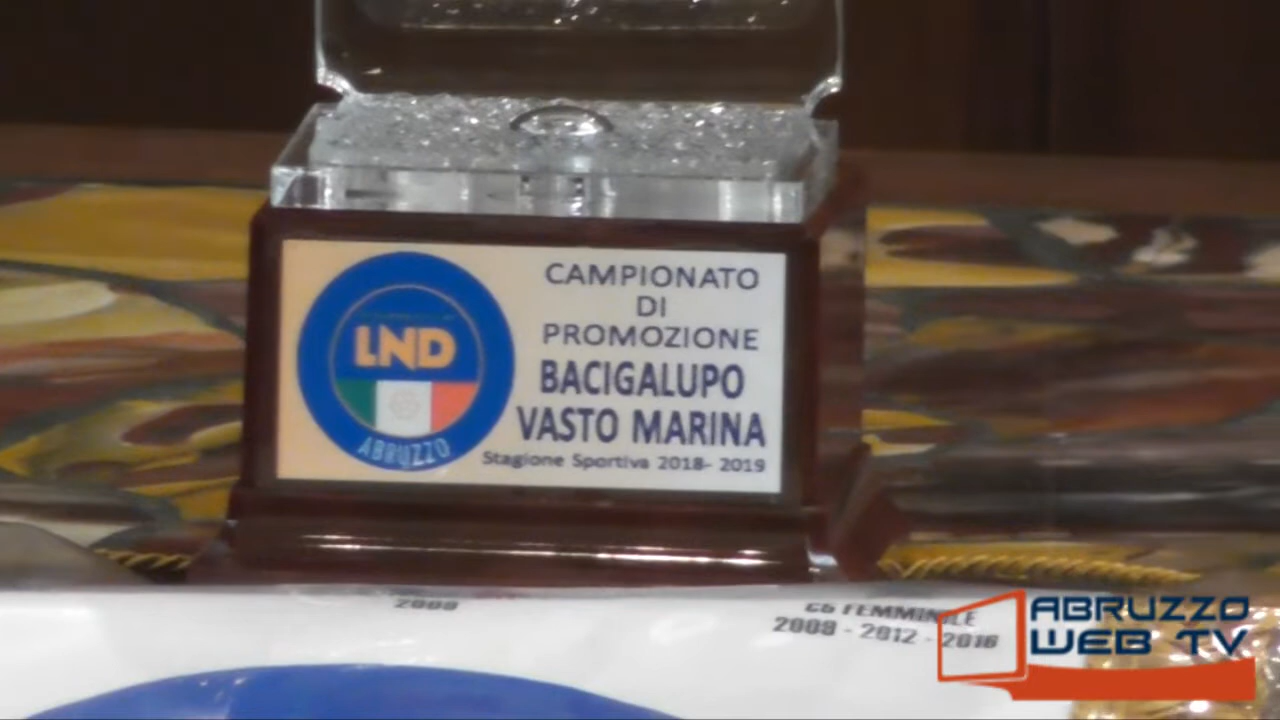 LND
ABRUZZO
CAMPIONATO
DI
PROMOZIONE
BACIGALUPO
VASTO MARINA
Stagione Sportiva 2018- 2019
2008
C5 FEMMINILE
2009 - 2012 - 2016
ABRUZZO
WEB TV